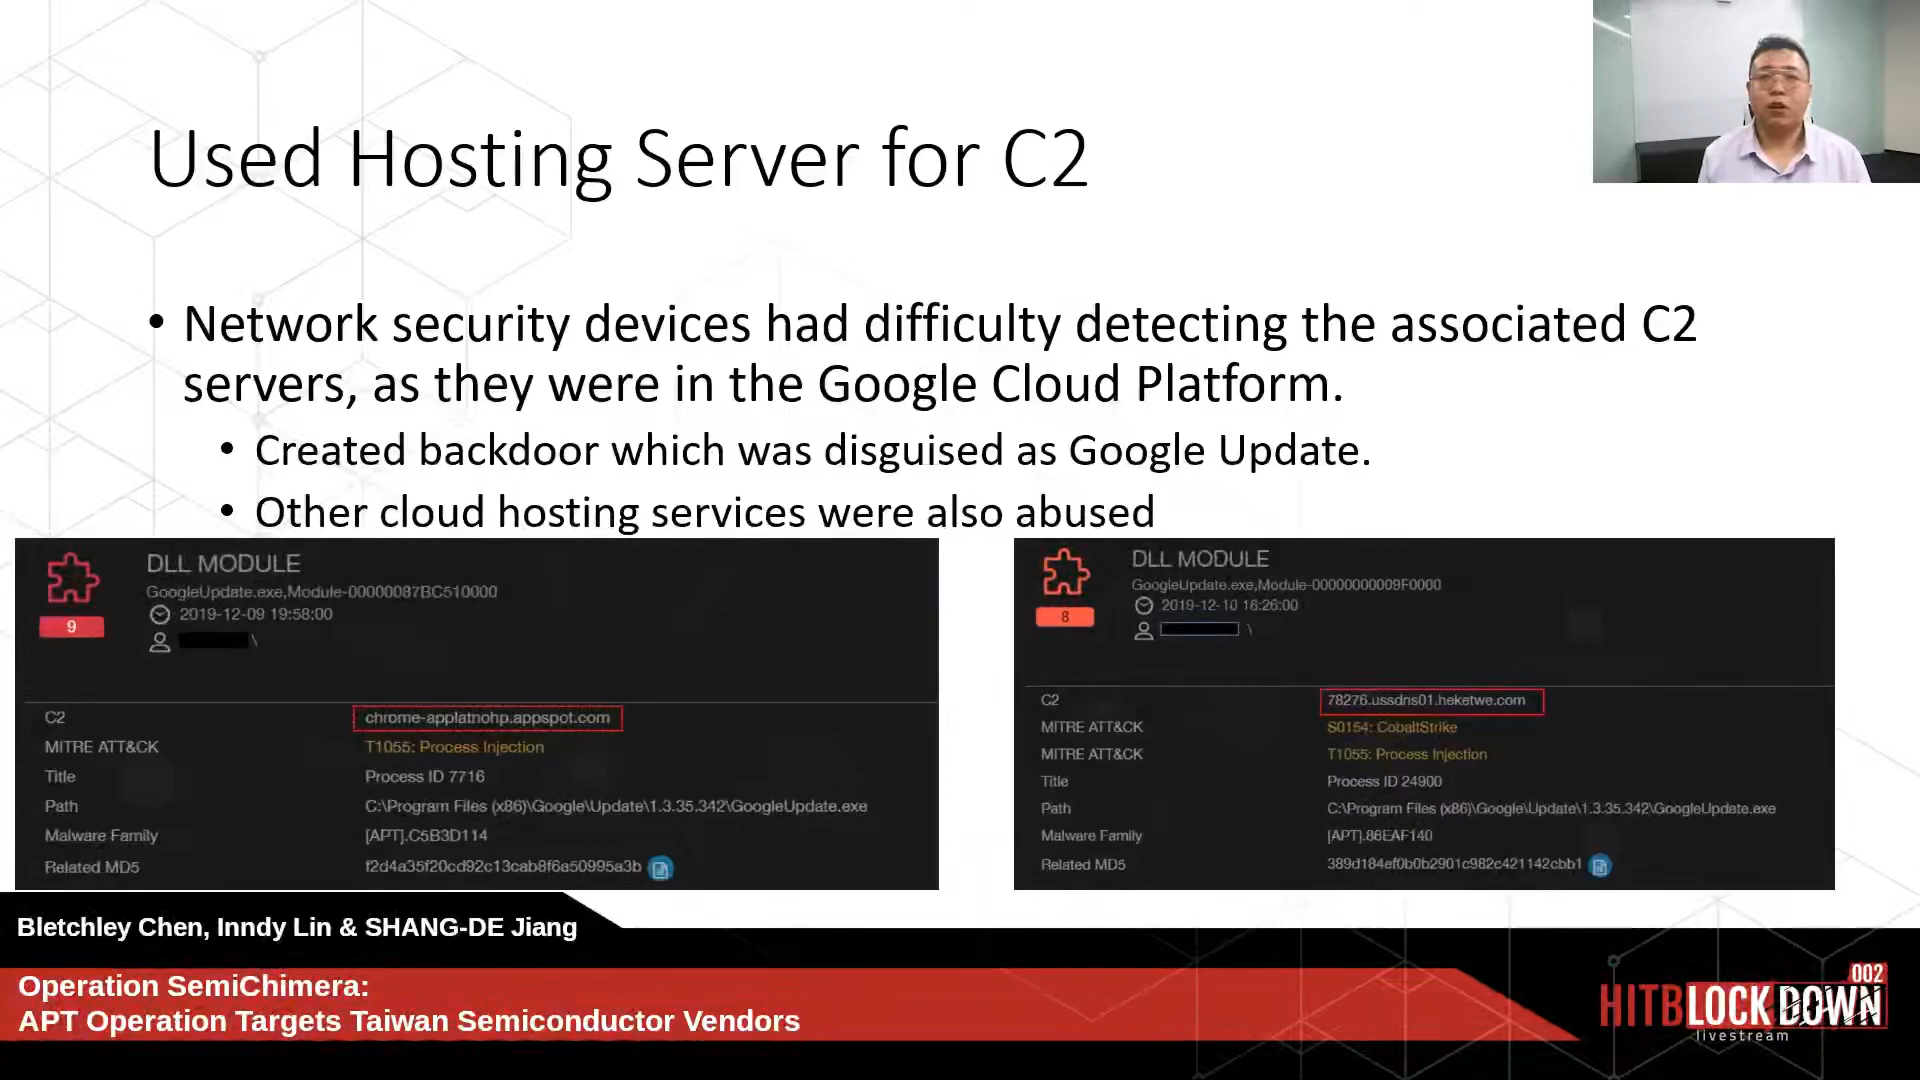 Used Hosting Server for C2
• Network security devices had difficulty detecting the associated C2
servers, as they were in the Google Cloud Platform.
• Created backdoor which was disguised as Google Update.
• Other cloud hosting services were also abused
DLL MODULE
GoogleUpdate.exe,Module-00000087BC510000
2019-12-09 19:58:00
\
9
C2 chrome-applatnohp.appspot.com
MITRE ATT&CK T1055: Process Injection
Title Process ID 7716
Path C:\Program Files (x86)\Google\Update\1.3.35.342\GoogleUpdate.exe
Malware Family [APT].C5B3D114
Related MD5 f2d4a35f20cd92c13cab8f6a50995a3b
DLL MODULE
GoogleUpdate.exe,Module-00000000009F0000
2019-12-10 16:26:00
\
8
C2 78276.ussdns01.heketwe.com
MITRE ATT&CK S0154: CobaltStrike
MITRE ATT&CK T1055: Process Injection
Title Process ID 24900
Path C:\Program Files (x86)\Google\Update\1.3.35.342\GoogleUpdate.exe
Malware Family [APT].86EAF140
Related MD5 389d184ef0b0b2901c982c421142cbb1
Bletchley Chen, Inndy Lin & SHANG-DE Jiang
Operation SemiChimera:
APT Operation Targets Taiwan Semiconductor Vendors
002
HITBLOCKDOWN
livestream